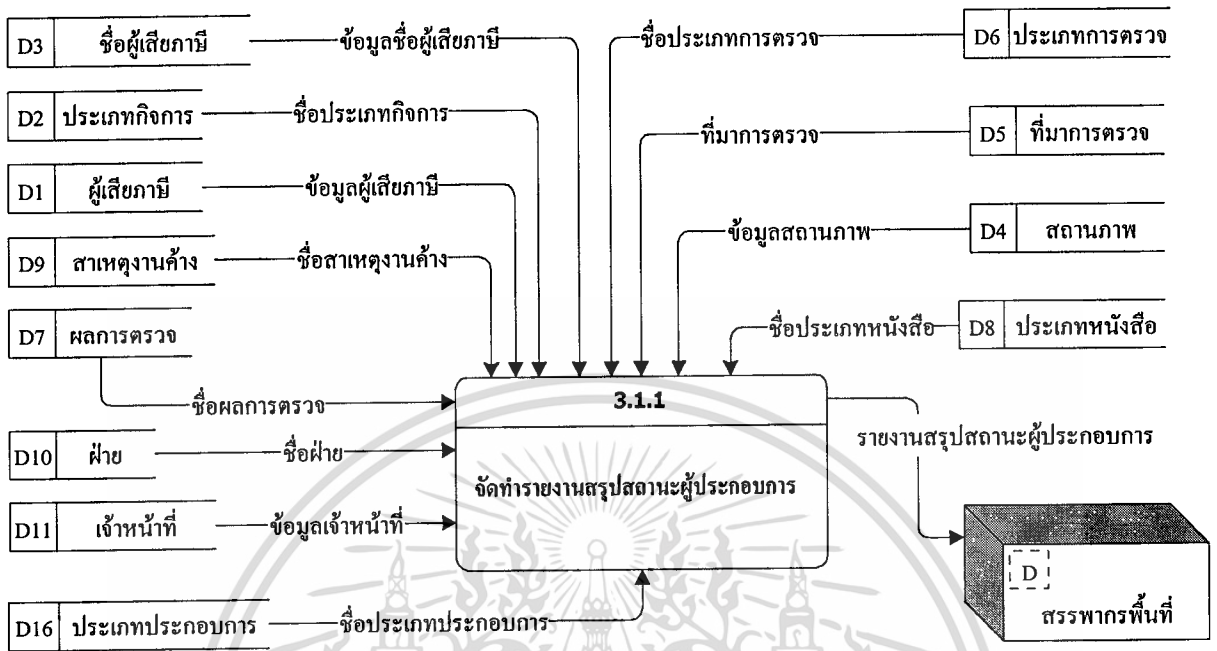 D3 ชื่อผู้เสียภาษี ข้อมูลชื่อผู้เสียภาษี ชื่อประเภทการตรวจ D6 ประเภทการตรวจ
D2 ประเภทกิจการ ชื่อประเภทกิจการ ที่มาการตรวจ D5 ที่มาการตรวจ
D1 ผู้เสียภาษี ข้อมูลผู้เสียภาษี
ข้อมูลสถานภาพ D4 สถานภาพ
D9 สาเหตุงานค้าง ชื่อสาเหตุงานค้าง
D7 ผลการตรวจ ชื่อประเภทหนังสือ D8 ประเภทหนังสือ
ชื่อผลการตรวจ 3.1.1
รายงานสรุปสถานะผู้ประกอบการ
D10 ฝ่าย ชื่อฝ่าย
จัดทำรายงานสรุปสถานะผู้ประกอบการ
D11 เจ้าหน้าที่ ข้อมูลเจ้าหน้าที่
D
สรรพากรพื้นที่
D16 ประเภทประกอบการ ชื่อประเภทประกอบการ